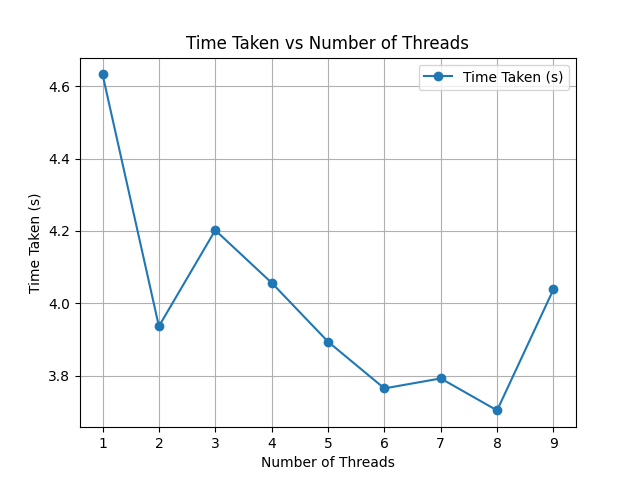 Time Taken vs Number of Threads
Time Taken (s)
Time Taken (s)
4.6
4.4
4.2
4.0
3.8
1 2 3 4 5 6 7 8 9
Number of Threads